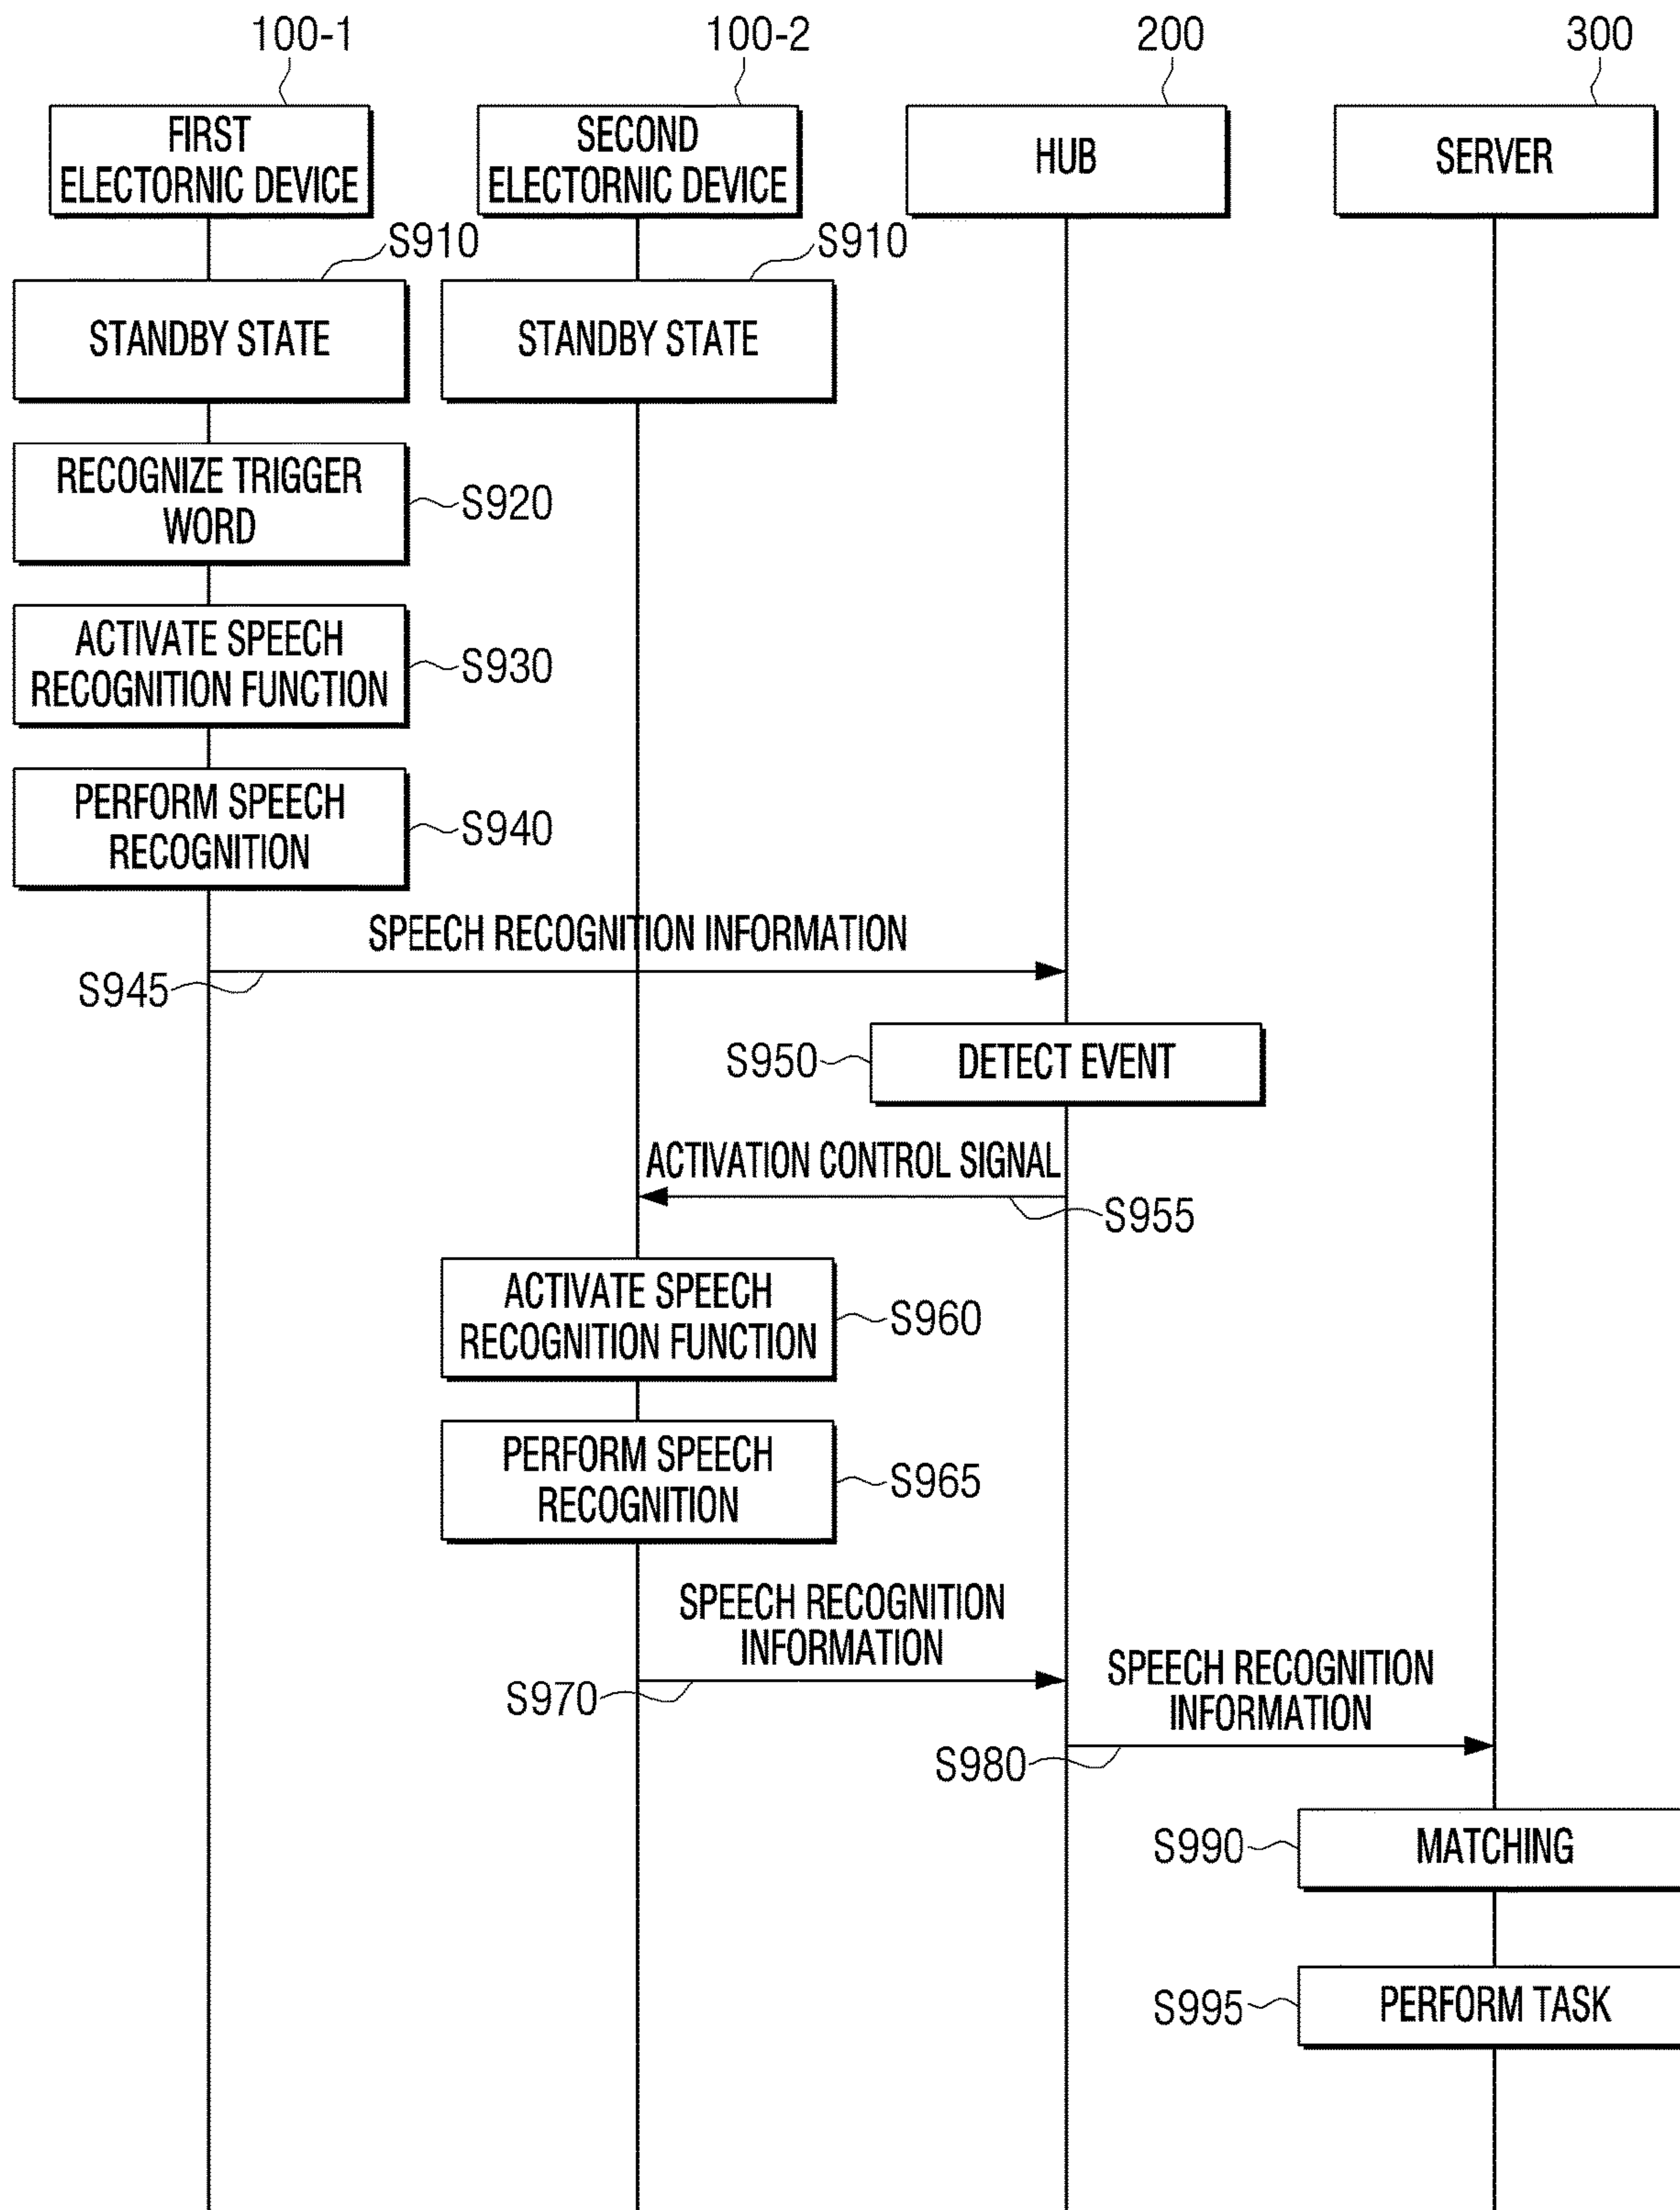 100-1
100-2
200
300
FIRST
ELECTORNIC DEVICE
SECOND
ELECTORNIC DEVICE
HUB
SERVER
S910
S910
STANDBY STATE
STANDBY STATE
RECOGNIZE TRIGGER
WORD
S920
ACTIVATE SPEECH
RECOGNITION FUNCTION
S930
PERFORM SPEECH
RECOGNITION
S940
SPEECH RECOGNITION INFORMATION
S945
S950
DETECT EVENT
ACTIVATION CONTROL SIGNAL
S955
ACTIVATE SPEECH
RECOGNITION FUNCTION
S960
PERFORM SPEECH
RECOGNITION
S965
SPEECH RECOGNITION
INFORMATION
S970
SPEECH RECOGNITION
INFORMATION
S980
S990
MATCHING
S995
PERFORM TASK